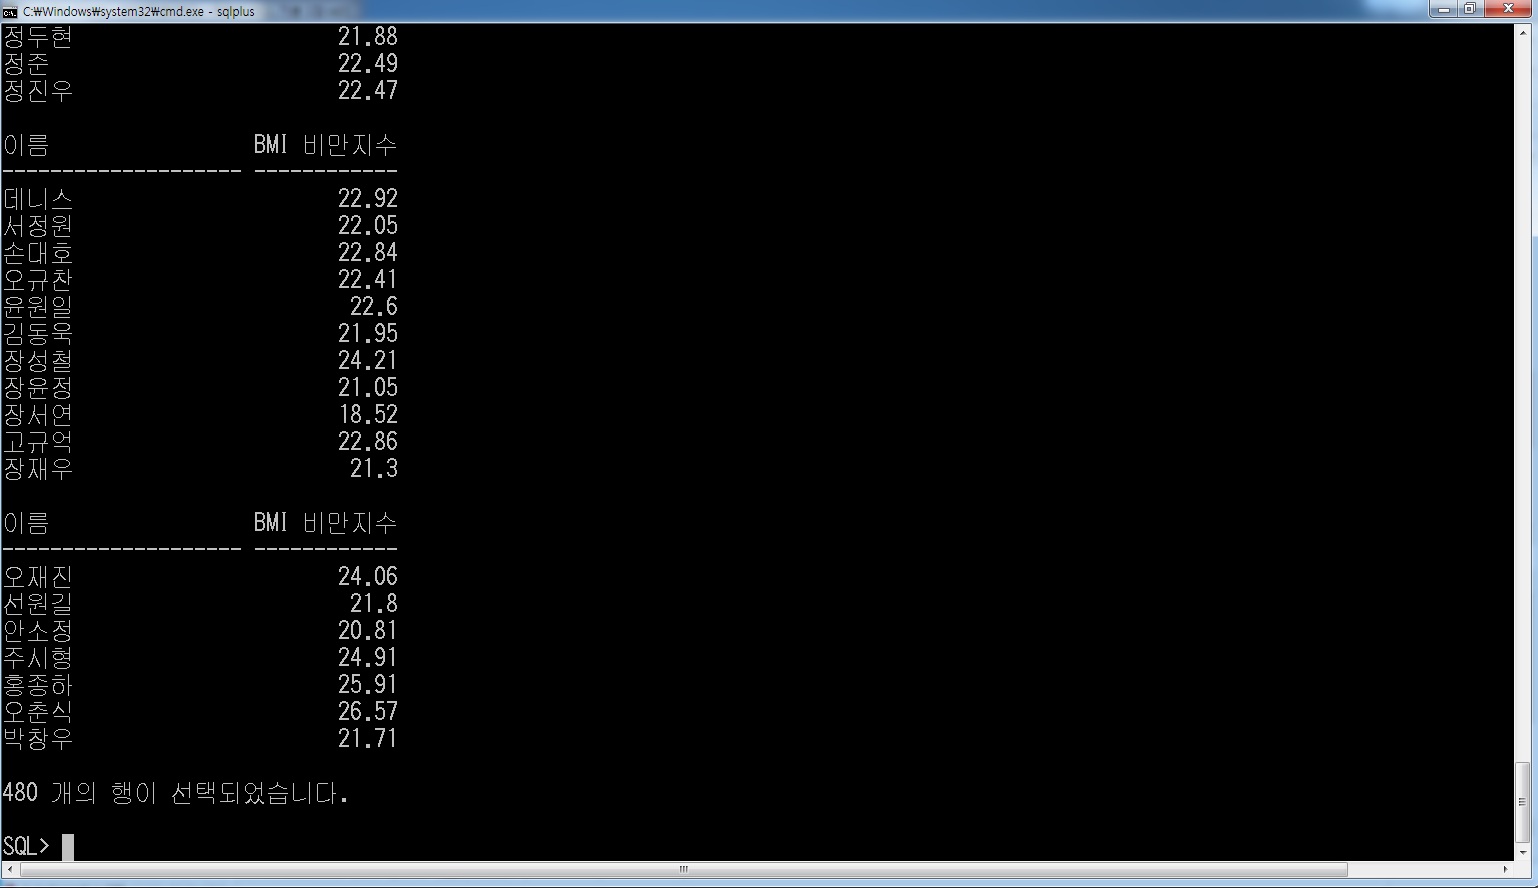 C:₩Windows₩system32₩cmd.exe - sqlplus
정두현 21.88
정준 22.49
정진우 22.47
이름 BMI 비만지수
-------------------- ------------
데니스 22.92
서정원 22.05
손대호 22.84
오규찬 22.41
윤원일 22.6
김동욱 21.95
장성철 24.21
장윤정 21.05
장서연 18.52
고규억 22.86
장재우 21.3
이름 BMI 비만지수
-------------------- ------------
오재진 24.06
선원길 21.8
안소정 20.81
주시형 24.91
홍종하 25.91
오춘식 26.57
박창우 21.71
480 개의 행이 선택되었습니다.
SQL>